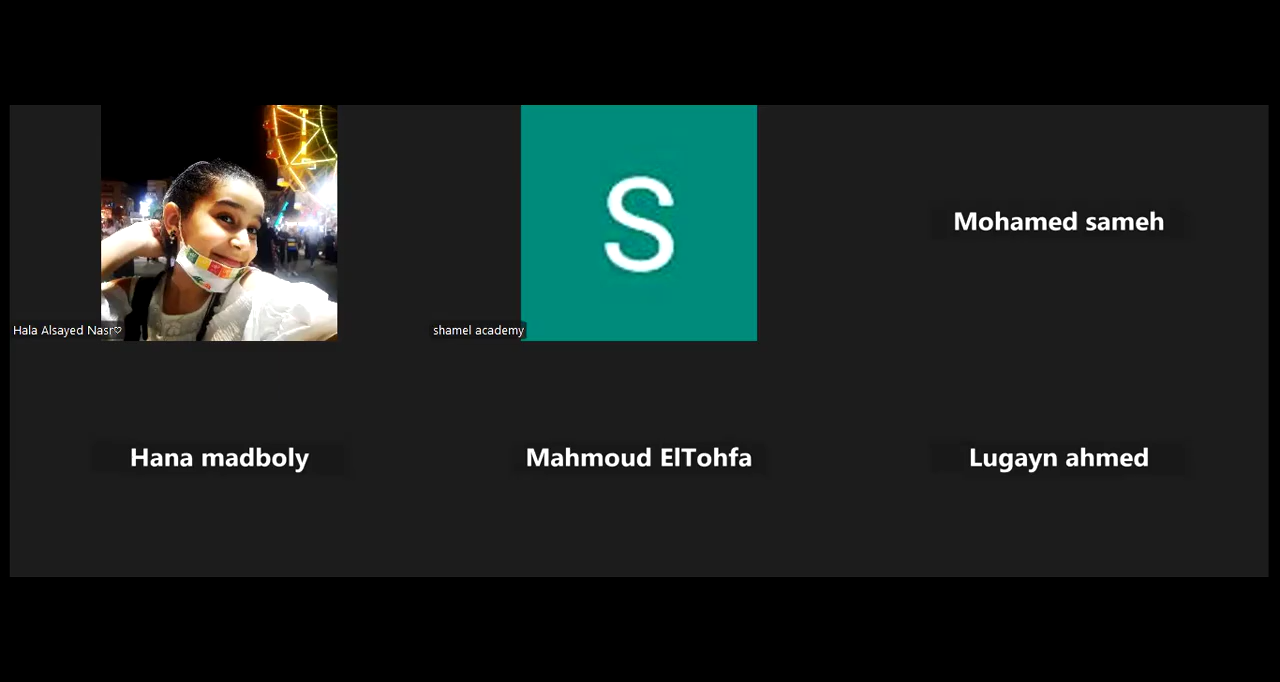 Hala Alsayed Nasr♡
S
shamel academy
Mohamed sameh
Hana madboly
Mahmoud ElTohfa
Lugayn ahmed